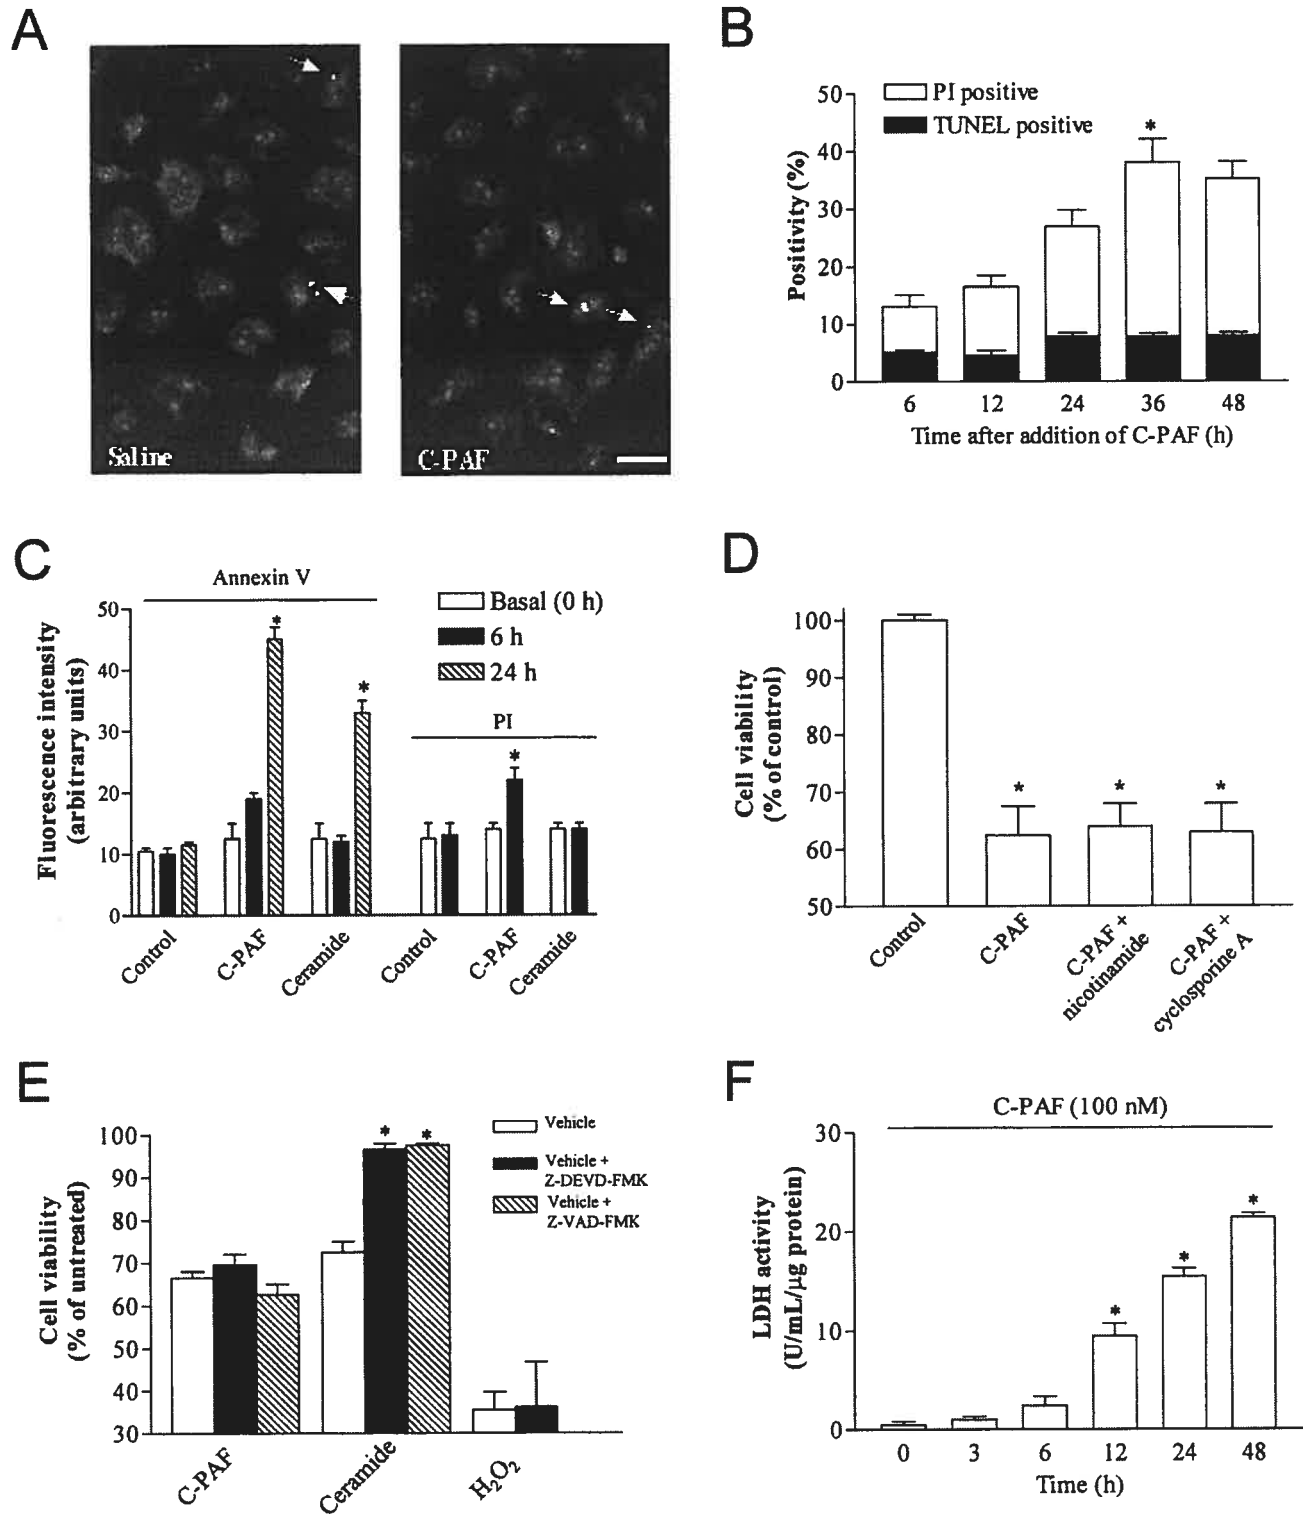 A
Saline
C-PAF
B
PI positive
TUNEL positive
*
50
40
30
20
10
0
Positivity (%)
6 12 24 36 48
Time after addition of C-PAF (h)
C
Annexin V
Basal (0 h)
6 h
24 h
PI
* * *
50
40
30
20
10
0
Fluorescence intensity
(arbitrary units)
Control C-PAF Ceramide Control C-PAF Ceramide
D
100
90
80
70
60
50
Cell viability
(% of control)
* * *
Control
C-PAF
C-PAF +
nicotinamide
C-PAF +
cyclosporine A
E
Vehicle
Vehicle +
Z-DEVD-FMK
Vehicle +
Z-VAD-FMK
* *
100
90
80
70
60
50
40
30
Cell viability
(% of untreated)
C-PAF Ceramide H₂O₂
F
C-PAF (100 nM)
30
20
10
0
LDH activity
(U/mL/µg protein)
* * *
0 3 6 12 24 48
Time (h)